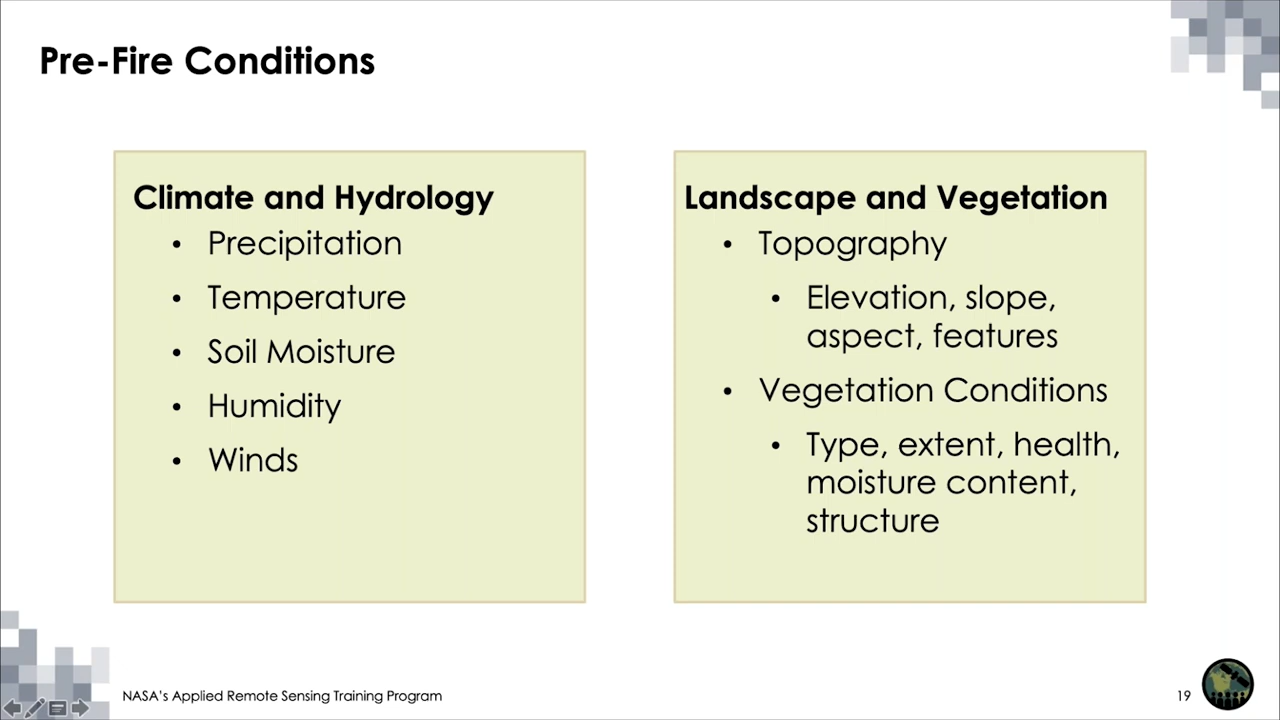 Pre-Fire Conditions
Climate and Hydrology
• Precipitation
• Temperature
• Soil Moisture
• Humidity
• Winds
Landscape and Vegetation
• Topography
• Elevation, slope,
aspect, features
• Vegetation Conditions
• Type, extent, health,
moisture content,
structure
NASA's Applied Remote Sensing Training Program
19